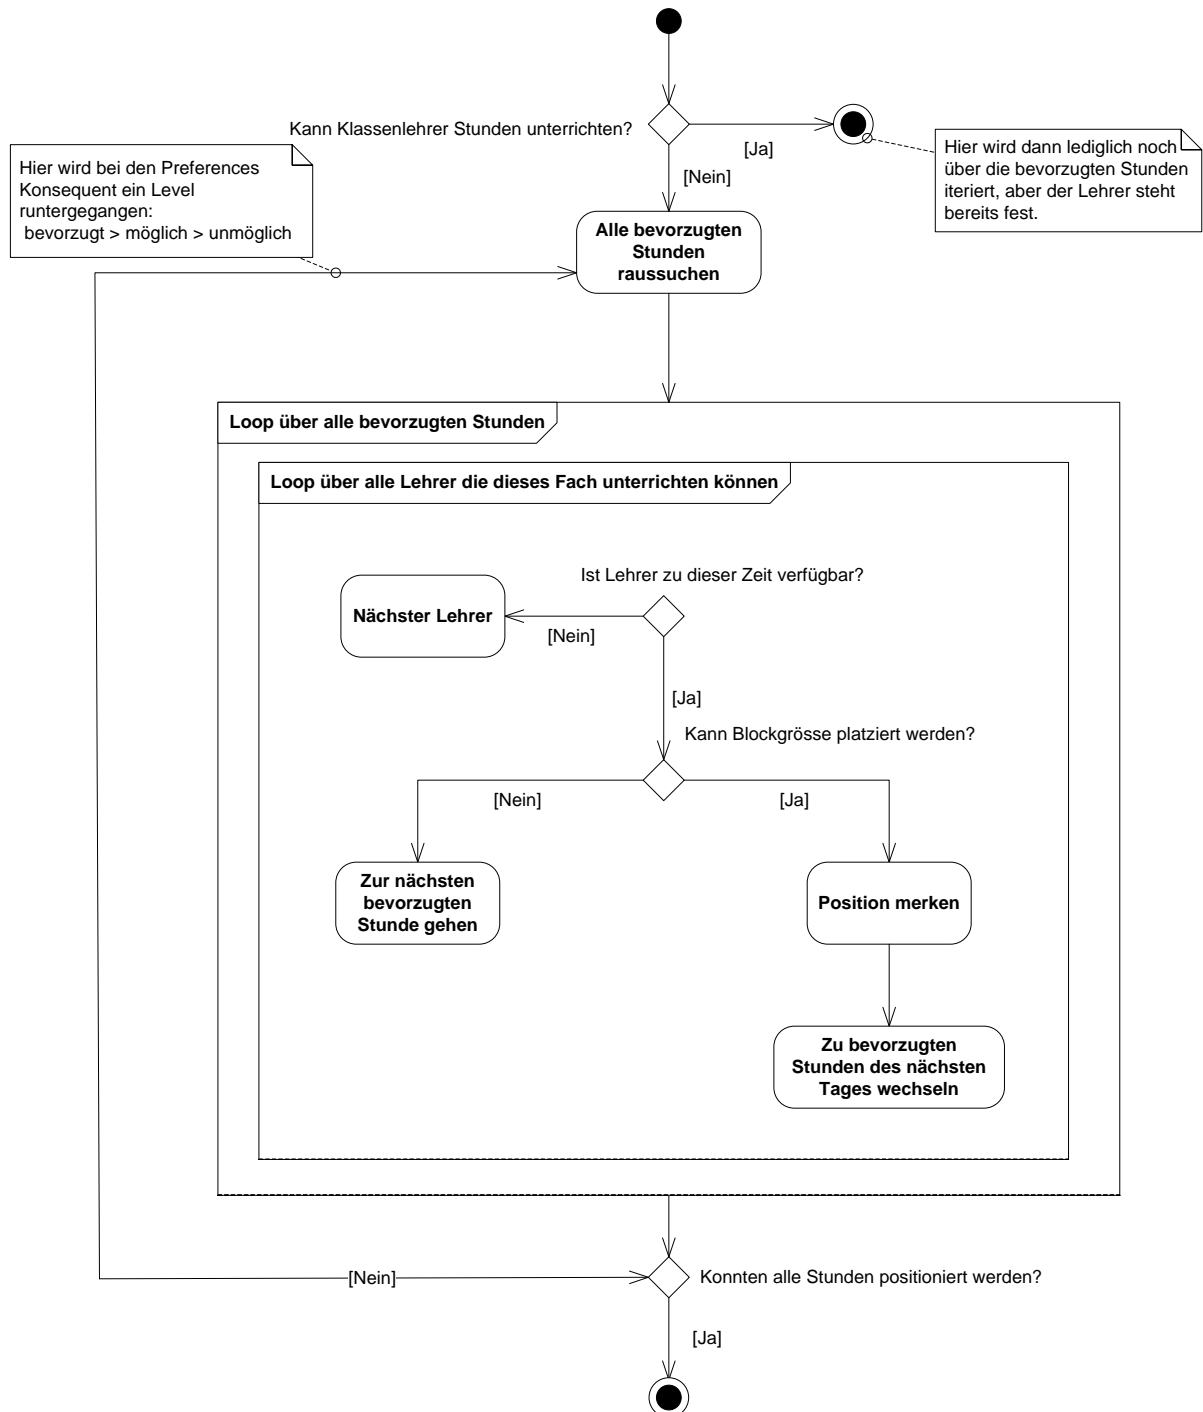 Kann Klassenlehrer Stunden unterrichten?
[Ja]
[Nein]
Hier wird bei den Preferences
Konsequent ein Level
runtergegangen:
bevorzugt > möglich > unmöglich
Hier wird dann lediglich noch
über die bevorzugten Stunden
iteriert, aber der Lehrer steht
bereits fest.
Alle bevorzugten
Stunden
raussuchen
Loop über alle bevorzugten Stunden
Loop über alle Lehrer die dieses Fach unterrichten können
Ist Lehrer zu dieser Zeit verfügbar?
Nächster Lehrer
[Nein]
[Ja]
Kann Blockgrösse platziert werden?
[Nein]
[Ja]
Zur nächsten
bevorzugten
Stunde gehen
Position merken
Zu bevorzugten
Stunden des nächsten
Tages wechseln
[Nein]
Konnten alle Stunden positioniert werden?
[Ja]